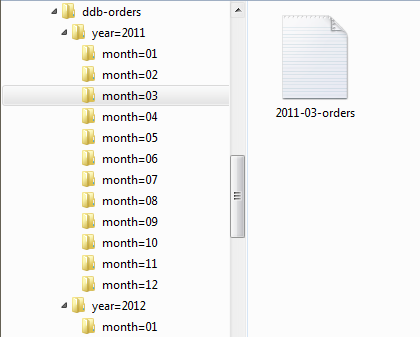 ddb-orders
year=2011
month=01
month=02
month=03
month=04
month=05
month=06
month=07
month=08
month=09
month=10
month=11
month=12
year=2012
month=01
2011-03-orders